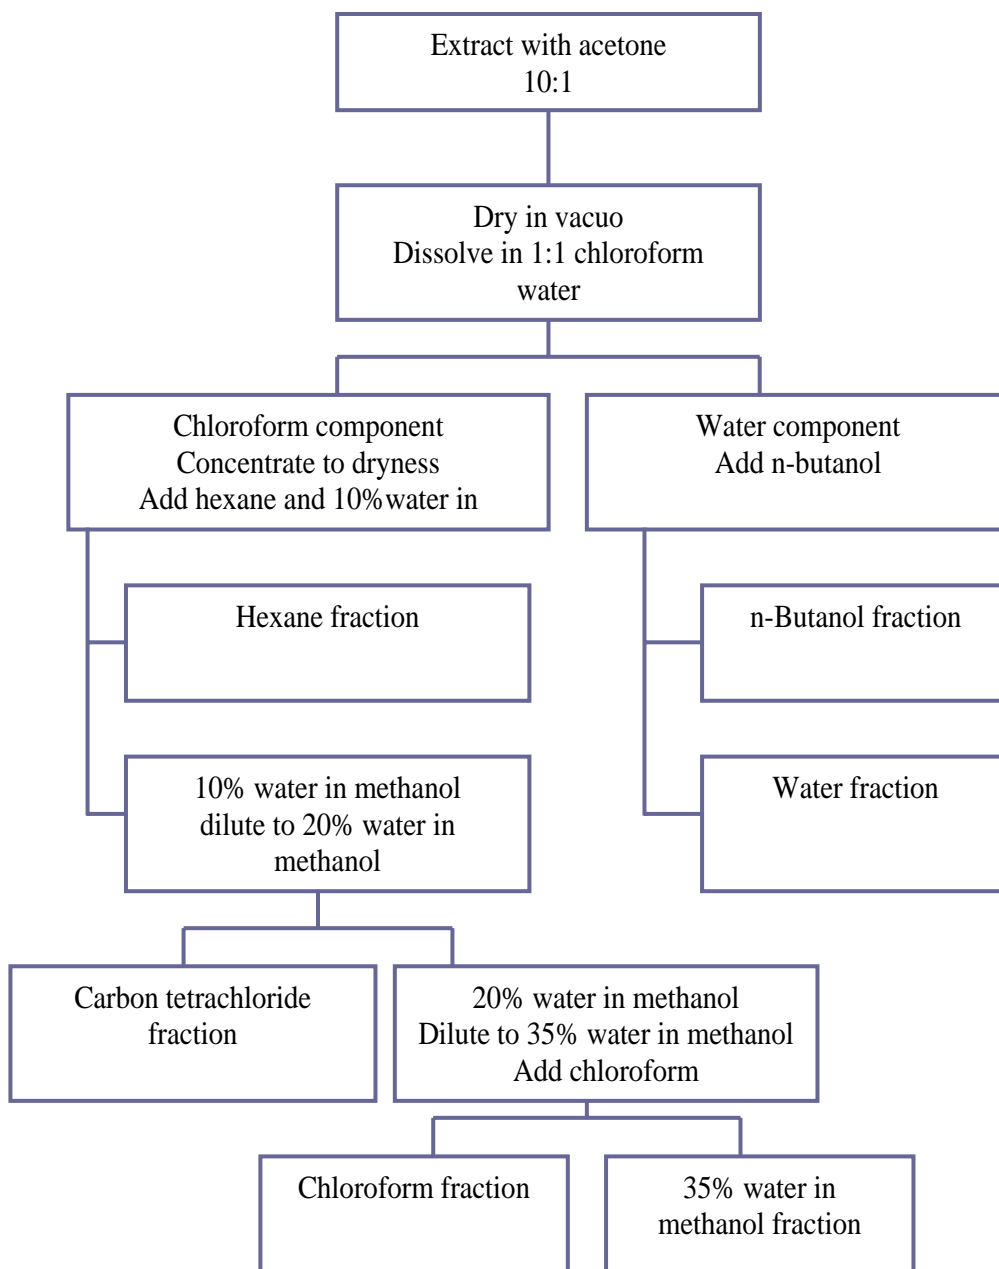 Extract with acetone
10:1
Dry in vacuo
Dissolve in 1:1 chloroform
water
Chloroform component
Concentrate to dryness
Add hexane and 10%water in
Water component
Add n-butanol
Hexane fraction
n-Butanol fraction
10% water in methanol
dilute to 20% water in
methanol
Water fraction
Carbon tetrachloride
fraction
20% water in methanol
Dilute to 35% water in methanol
Add chloroform
Chloroform fraction
35% water in
methanol fraction